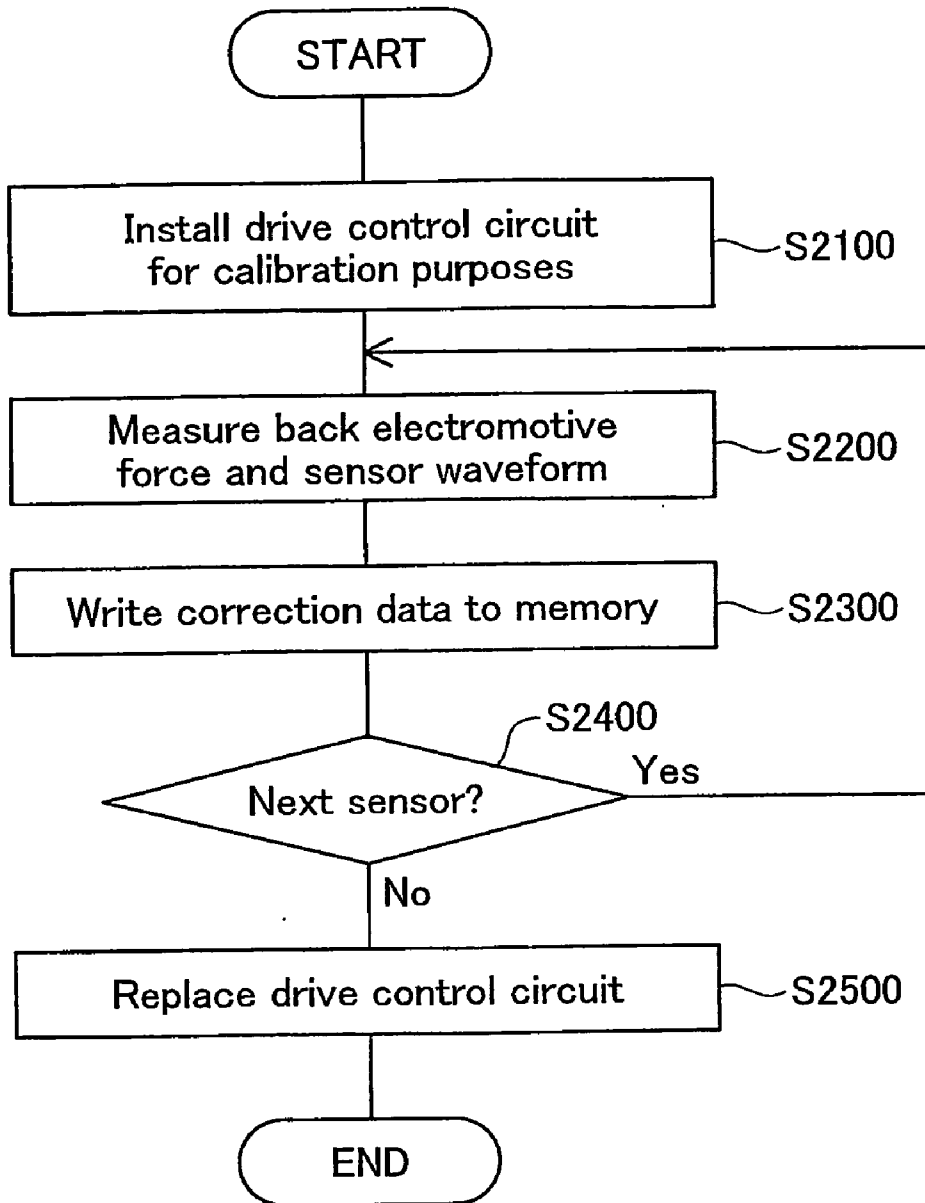 START
Install drive control circuit
for calibration purposes
S2100
Measure back electromotive
force and sensor waveform
S2200
Write correction data to memory
S2300
S2400
Next sensor?
Yes
No
Replace drive control circuit
S2500
END